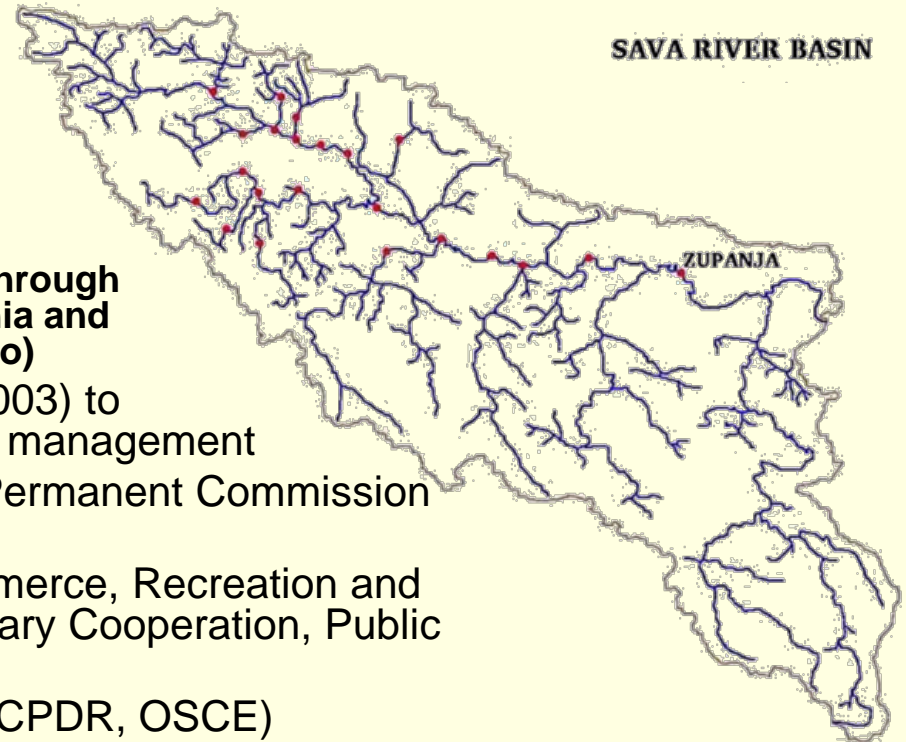 SAVA RIVER BASIN
ZUPANJA
hrough
nia and
o)
003) to
management
Permanent Commission
merce, Recreation and
ary Cooperation, Public
CPDR, OSCE)